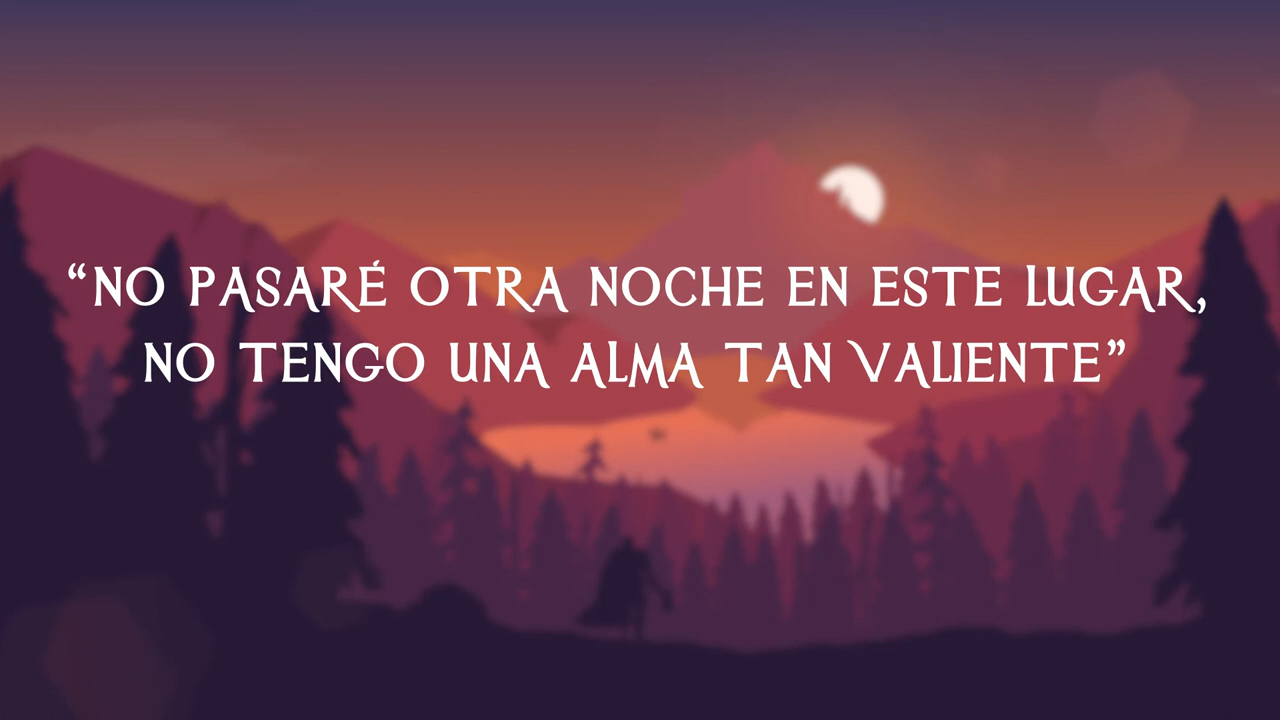 “NO PASARÉ OTRA NOCHE EN ESTE LUGAR,
NO TENGO UNA ALMA TAN VALIENTE”